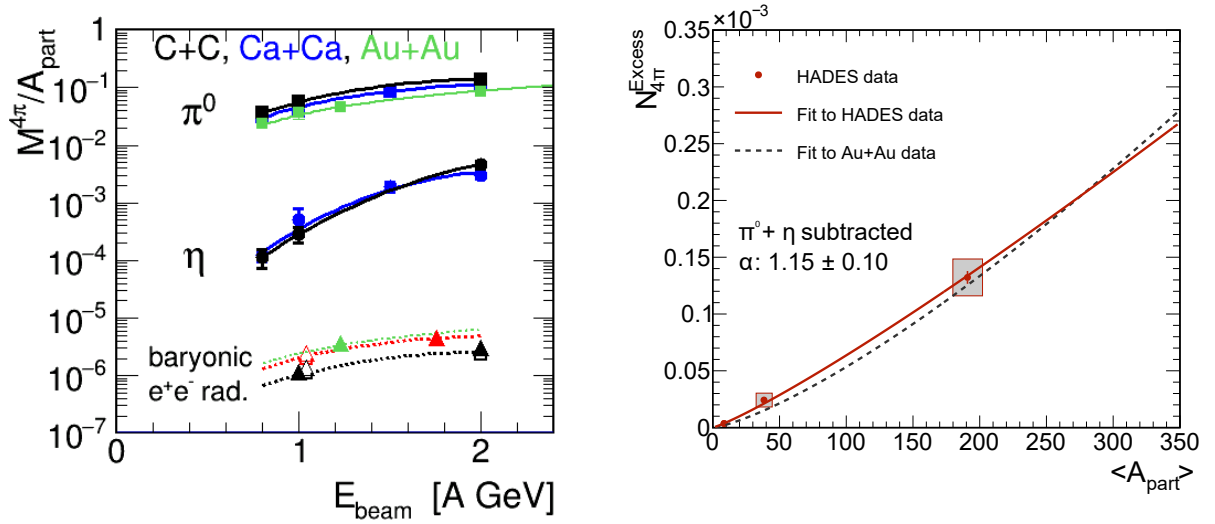 C+C, Ca+Ca, Au+Au
M⁴ᵖⁱ/A_part
1
10⁻¹
10⁻²
10⁻³
10⁻⁴
10⁻⁵
10⁻⁶
10⁻⁷
π⁰
η
baryonic
e⁺e⁻ rad.
0 1 2
E_beam [A GeV]
×10⁻³
N_4π^Excess
0.35
0.3
0.25
0.2
0.15
0.1
0.05
0
HADES data
Fit to HADES data
Fit to Au+Au data
π⁰+ η subtracted
α: 1.15 ± 0.10
0 50 100 150 200 250 300 350
<A_part>